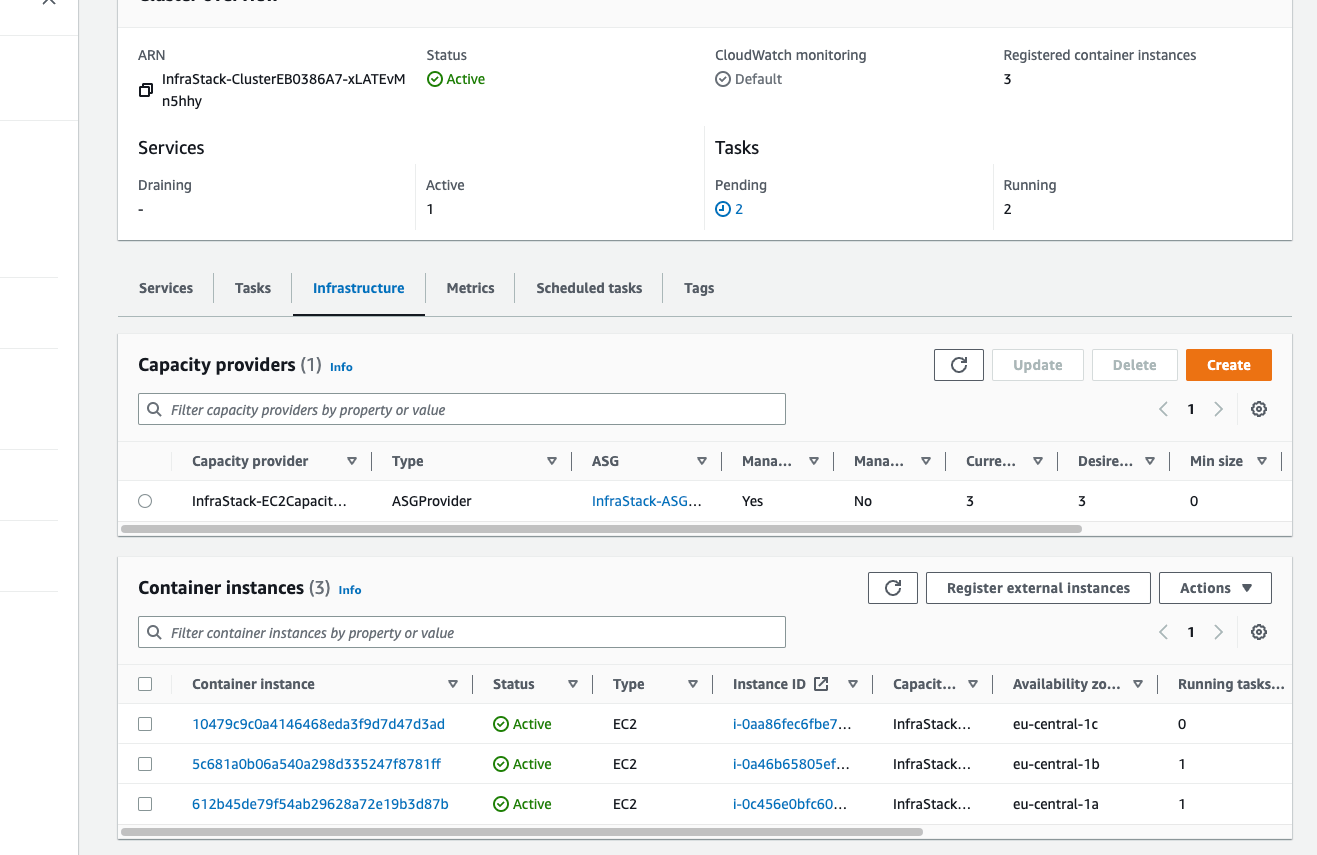 Cluster overview
ARN Status CloudWatch monitoring Registered container instances
InfraStack-ClusterEB0386A7-xLATEvM Active Default 3
n5hhy
Services Tasks
Draining Active Pending Running
- 1 2 2
Services Tasks Infrastructure Metrics Scheduled tasks Tags
Capacity providers (1) Info Update Delete Create
Filter capacity providers by property or value 1
Capacity provider Type ASG Mana... Mana... Curre... Desire... Min size
InfraStack-EC2Capacit... ASGProvider InfraStack-ASG... Yes No 3 3 0
Container instances (3) Info Register external instances Actions
Filter container instances by property or value 1
Container instance Status Type Instance ID Capacit... Availability zo... Running tasks...
10479c9c0a4146468eda3f9d7d47d3ad Active EC2 i-0aa86fec6fbe7... InfraStack... eu-central-1c 0
5c681a0b06a540a298d335247f8781ff Active EC2 i-0a46b65805ef... InfraStack... eu-central-1b 1
612b45de79f54ab29628a72e19b3d87b Active EC2 i-0c456e0bfc60... InfraStack... eu-central-1a 1